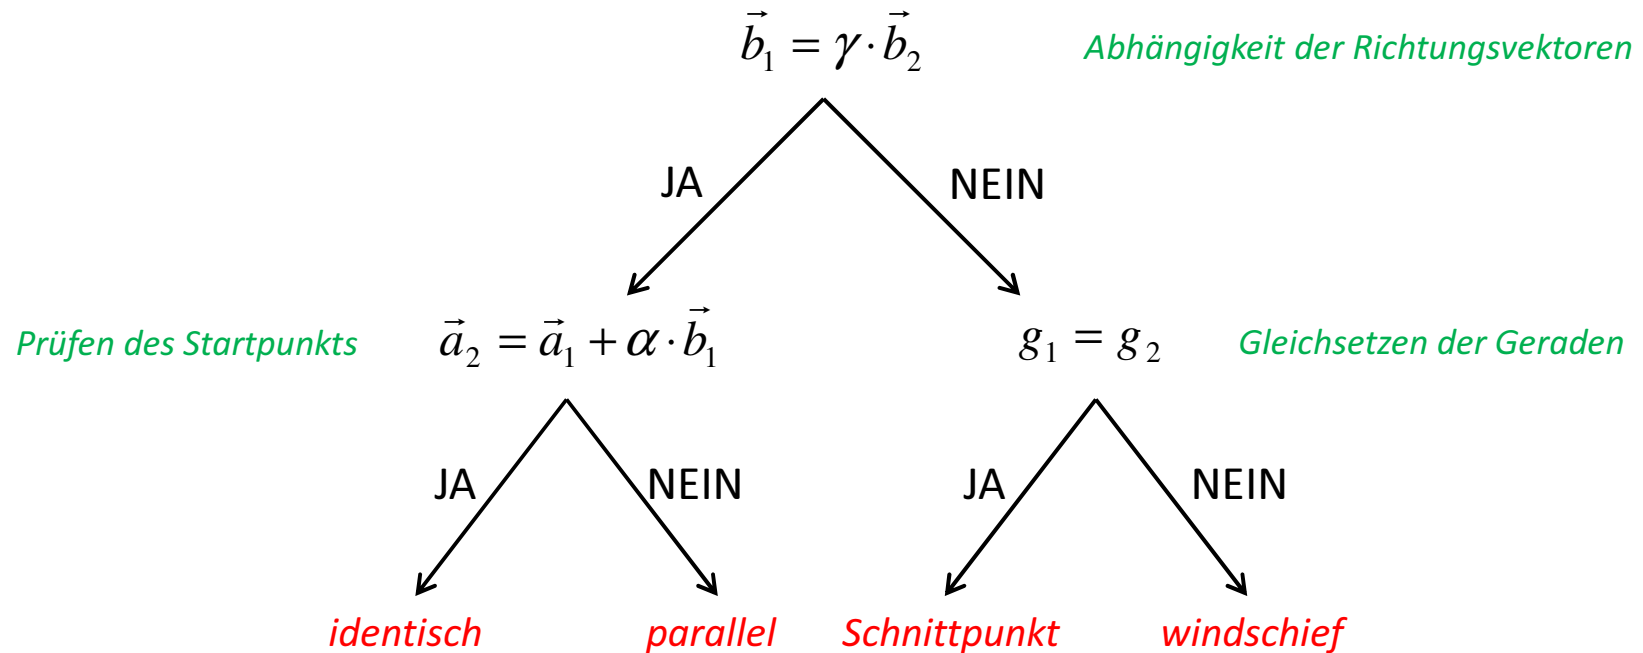 b⃗₁ = γ · b⃗₂ Abhängigkeit der Richtungsvektoren
JA NEIN
Prüfen des Startpunkts a⃗₂ = a⃗₁ + α · b⃗₁ g₁ = g₂ Gleichsetzen der Geraden
JA NEIN JA NEIN
identisch parallel Schnittpunkt windschief